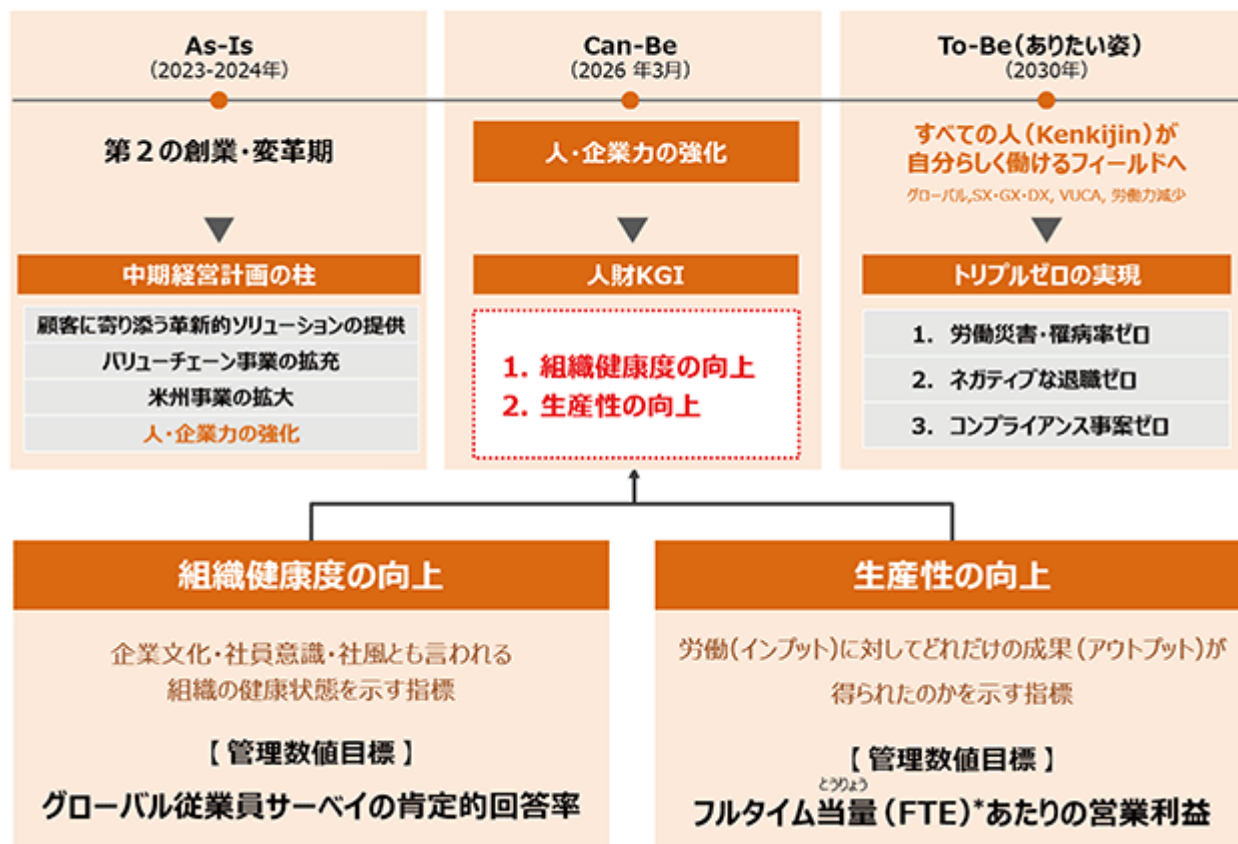 As-Is
(2023-2024年)
第2の創業・変革期
中期経営計画の柱
顧客に寄り添う革新的ソリューションの提供
バリューチェーン事業の拡充
米州事業の拡大
人・企業力の強化
Can-Be
(2026 年3月)
人・企業力の強化
人財KGI
1. 組織健康度の向上
2. 生産性の向上
To-Be(ありたい姿)
(2030年)
すべての人(Kenkijin)が
自分らしく働けるフィールドへ
グローバル,SX・GX・DX, VUCA, 労働力減少
トリプルゼロの実現
1. 労働災害・罹病率ゼロ
2. ネガティブな退職ゼロ
3. コンプライアンス事案ゼロ
組織健康度の向上
企業文化・社員意識・社風とも言われる
組織の健康状態を示す指標
【 管理数値目標 】
グローバル従業員サーベイの肯定的回答率
生産性の向上
労働(インプット)に対してどれだけの成果(アウトプット)が
得られたのかを示す指標
【 管理数値目標 】
とうりょう
フルタイム当量(FTE)*あたりの営業利益